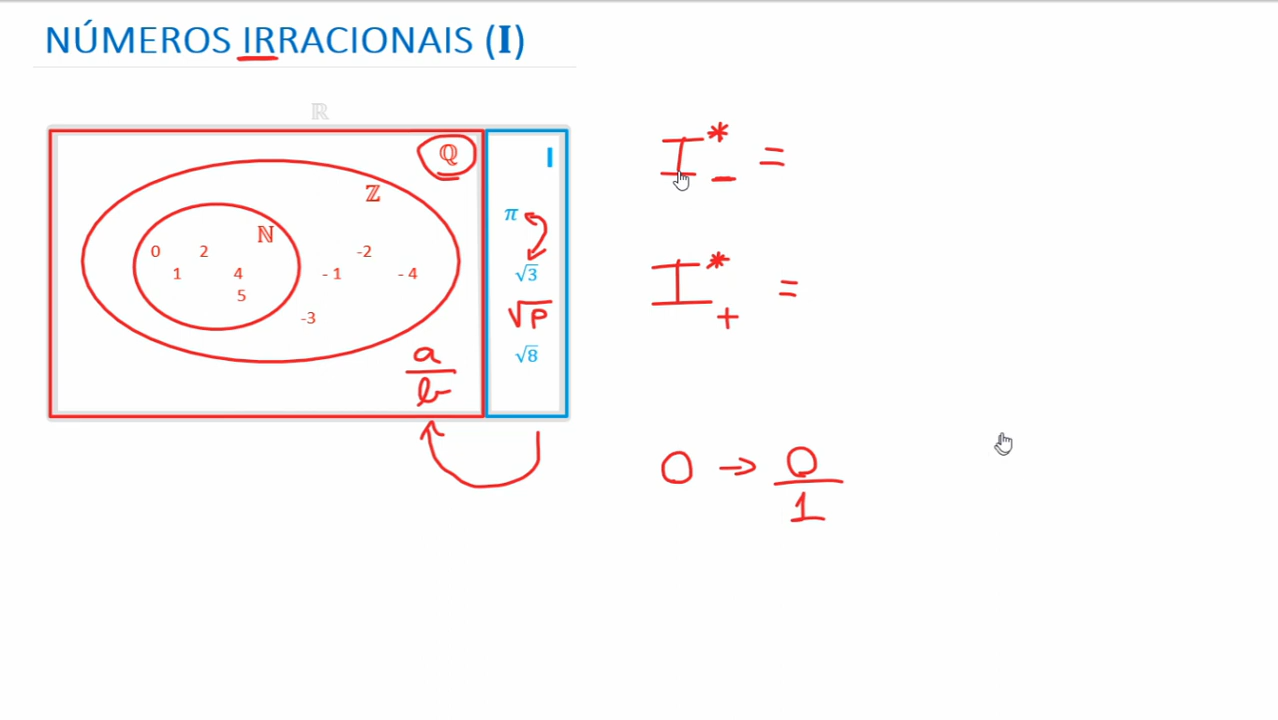 NÚMEROS IRRACIONAIS (I)
ℝ
ℚ
I
ℤ
π
ℕ
0 2
-2
1 4
- 1 - 4
√3
5
-3
√p
√8
a/b
I*₋ =
I*₊ =
0 → 0/1